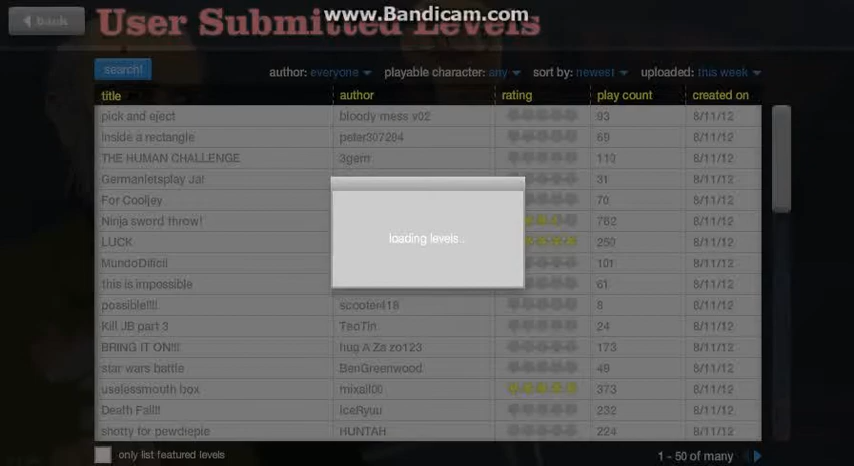 www.Bandicam.com
back User Submitted Levels
search! author: everyone playable character: any sort by: newest uploaded: this week
title author rating play count created on
pick and eject bloody mess v02 93 8/11/12
inside a rectangle peter307204 69 8/11/12
THE HUMAN CHALLENGE 3gerrr 110 8/11/12
Germanletsplay Ja! 31 8/11/12
For Cooljey 70 8/11/12
Ninja sword throw! 762 8/11/12
LUCK 250 8/11/12
MundoDificil 101 8/11/12
this is impossible 61 8/11/12
possible!!!! scooter418 8 8/11/12
Kill JB part 3 TaoTin 24 8/11/12
BRING IT ON!!! hug A Za zo123 173 8/11/12
star wars battle BenGreenwood 49 8/11/12
uselessmouth box 373 8/11/12
Death Fall!! IceRyuu 232 8/11/12
shotty for pewdiepie HUNTAH 224 8/11/12
loading levels..
only list featured levels 1 - 50 of many